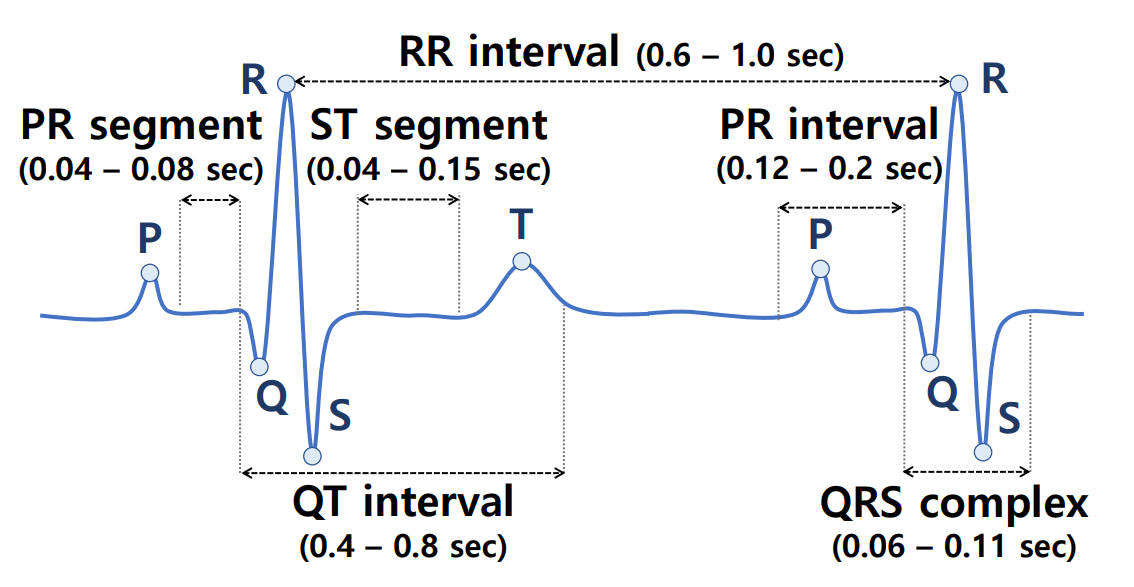 RR interval (0.6 – 1.0 sec)
R
R
PR segment
(0.04 – 0.08 sec)
ST segment
(0.04 – 0.15 sec)
PR interval
(0.12 – 0.2 sec)
P
T
P
Q
S
Q
S
QT interval
(0.4 – 0.8 sec)
QRS complex
(0.06 – 0.11 sec)